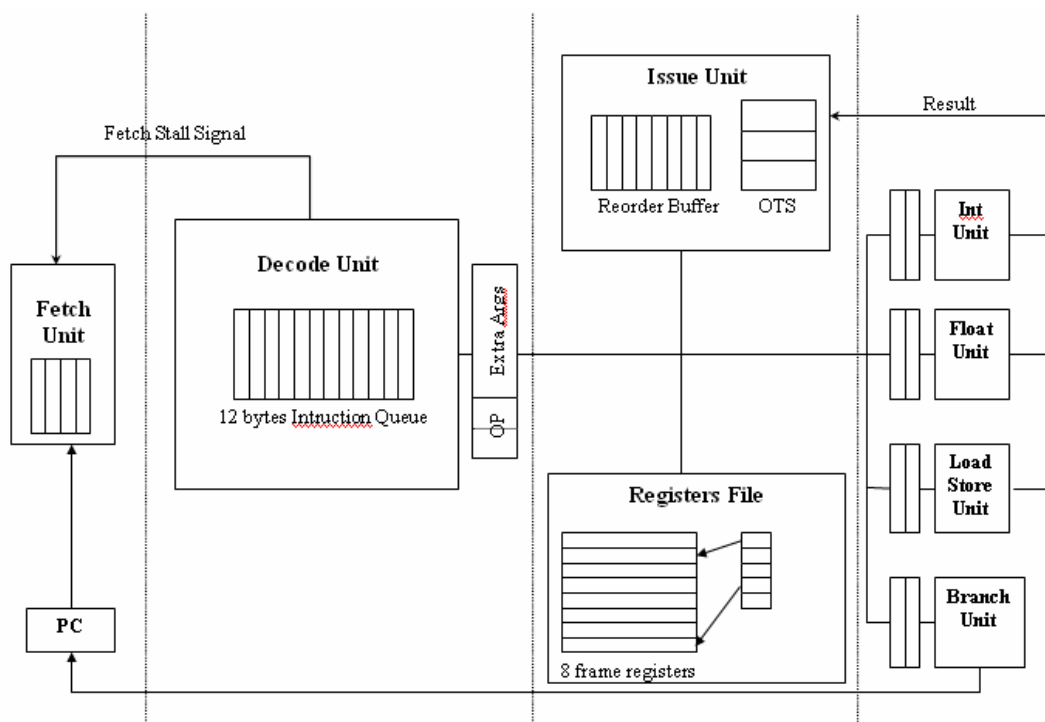 Issue Unit
Reorder Buffer
OTS
Result
Fetch Stall Signal
Decode Unit
12 bytes Intruction Queue
Extra Args
OP
Fetch
Unit
PC
Registers File
8 frame registers
Int
Unit
Float
Unit
Load
Store
Unit
Branch
Unit